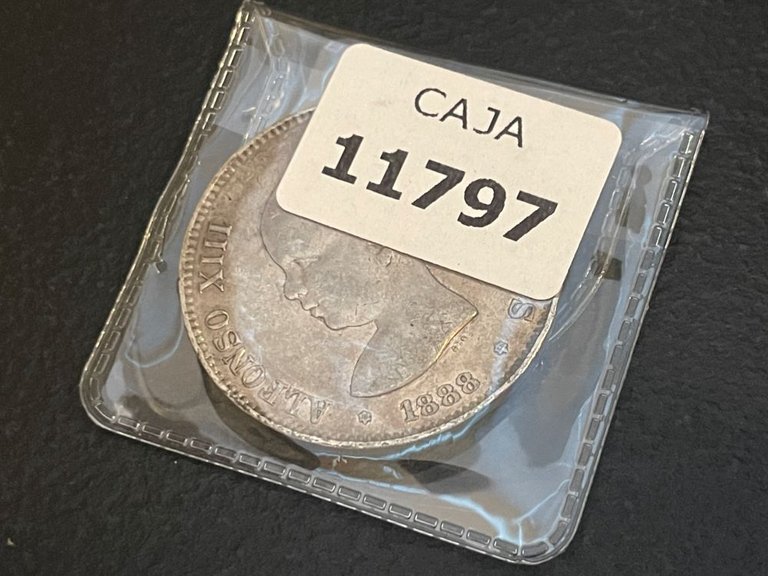 CAJA
11797
ALFONSO XIII
1888
S